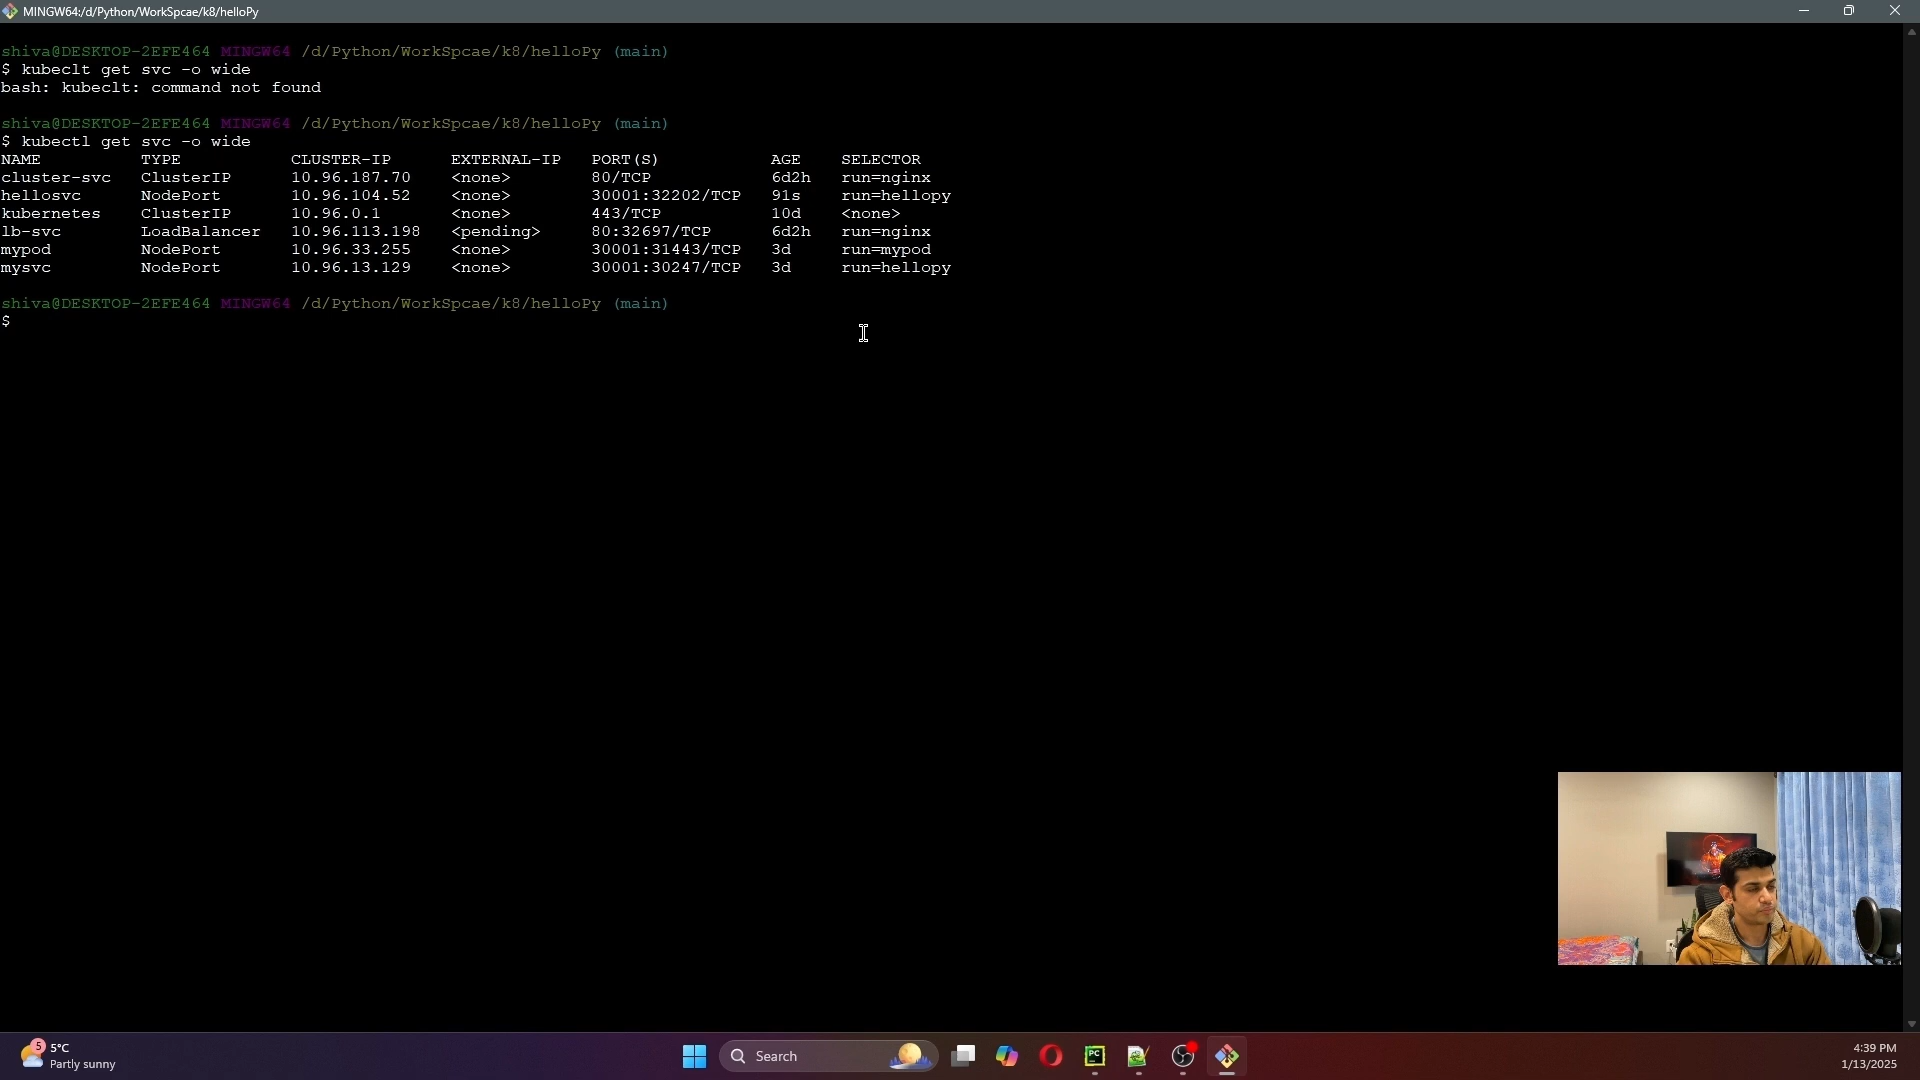 MINGW64:/d/Python/WorkSpcae/k8/helloPy
shiva@DESKTOP-2EFE464 MINGW64 /d/Python/WorkSpcae/k8/helloPy (main)
$ kubeclt get svc -o wide
bash: kubeclt: command not found
shiva@DESKTOP-2EFE464 MINGW64 /d/Python/WorkSpcae/k8/helloPy (main)
$ kubectl get svc -o wide
NAME TYPE CLUSTER-IP EXTERNAL-IP PORT(S) AGE SELECTOR
cluster-svc ClusterIP 10.96.187.70 <none> 80/TCP 6d2h run=nginx
hellosvc NodePort 10.96.104.52 <none> 30001:32202/TCP 91s run=hellopy
kubernetes ClusterIP 10.96.0.1 <none> 443/TCP 10d <none>
lb-svc LoadBalancer 10.96.113.198 <pending> 80:32697/TCP 6d2h run=nginx
mypod NodePort 10.96.33.255 <none> 30001:31443/TCP 3d run=mypod
mysvc NodePort 10.96.13.129 <none> 30001:30247/TCP 3d run=hellopy
shiva@DESKTOP-2EFE464 MINGW64 /d/Python/WorkSpcae/k8/helloPy (main)
$
5
5°C
Partly sunny
Search
PC
4:39 PM
1/13/2025